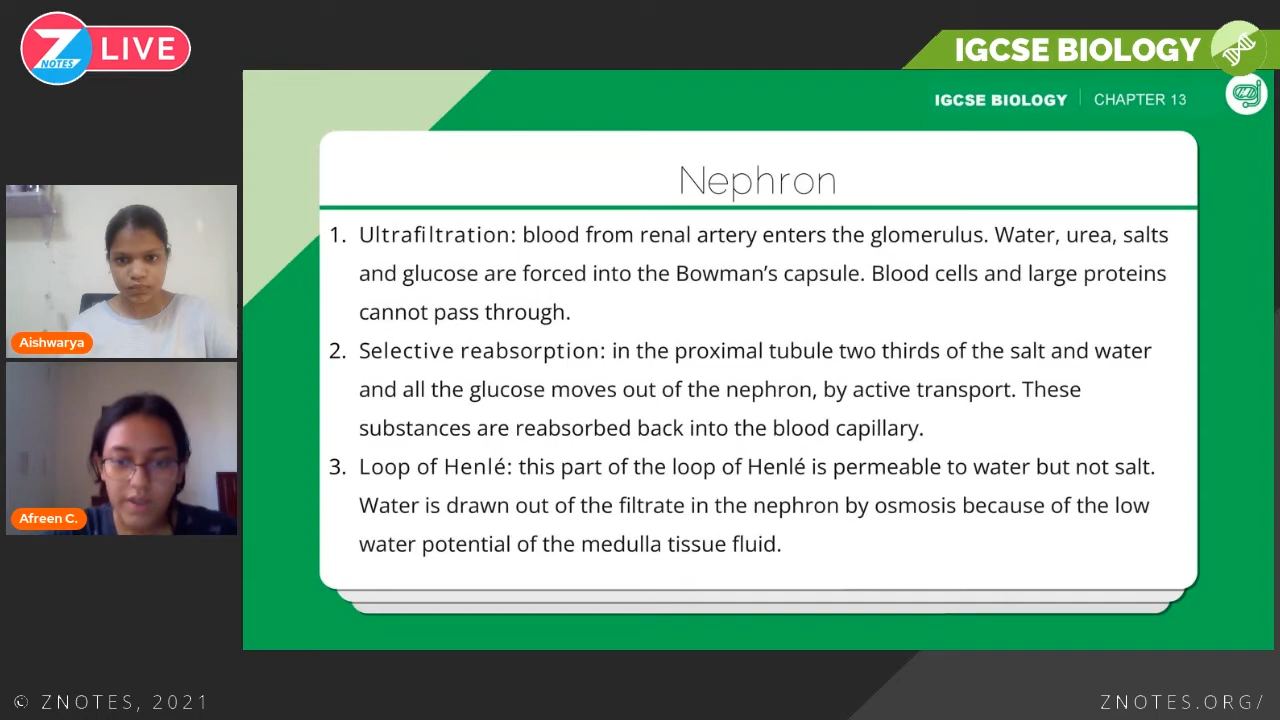 Z
NOTES
LIVE
IGCSE BIOLOGY
IGCSE BIOLOGY | CHAPTER 13
Nephron
1. Ultrafiltration: blood from renal artery enters the glomerulus. Water, urea, salts
and glucose are forced into the Bowman’s capsule. Blood cells and large proteins
cannot pass through.
2. Selective reabsorption: in the proximal tubule two thirds of the salt and water
and all the glucose moves out of the nephron, by active transport. These
substances are reabsorbed back into the blood capillary.
3. Loop of Henlé: this part of the loop of Henlé is permeable to water but not salt.
Water is drawn out of the filtrate in the nephron by osmosis because of the low
water potential of the medulla tissue fluid.
Aishwarya
Afreen C.
© ZNOTES, 2021
ZNOTES.ORG/